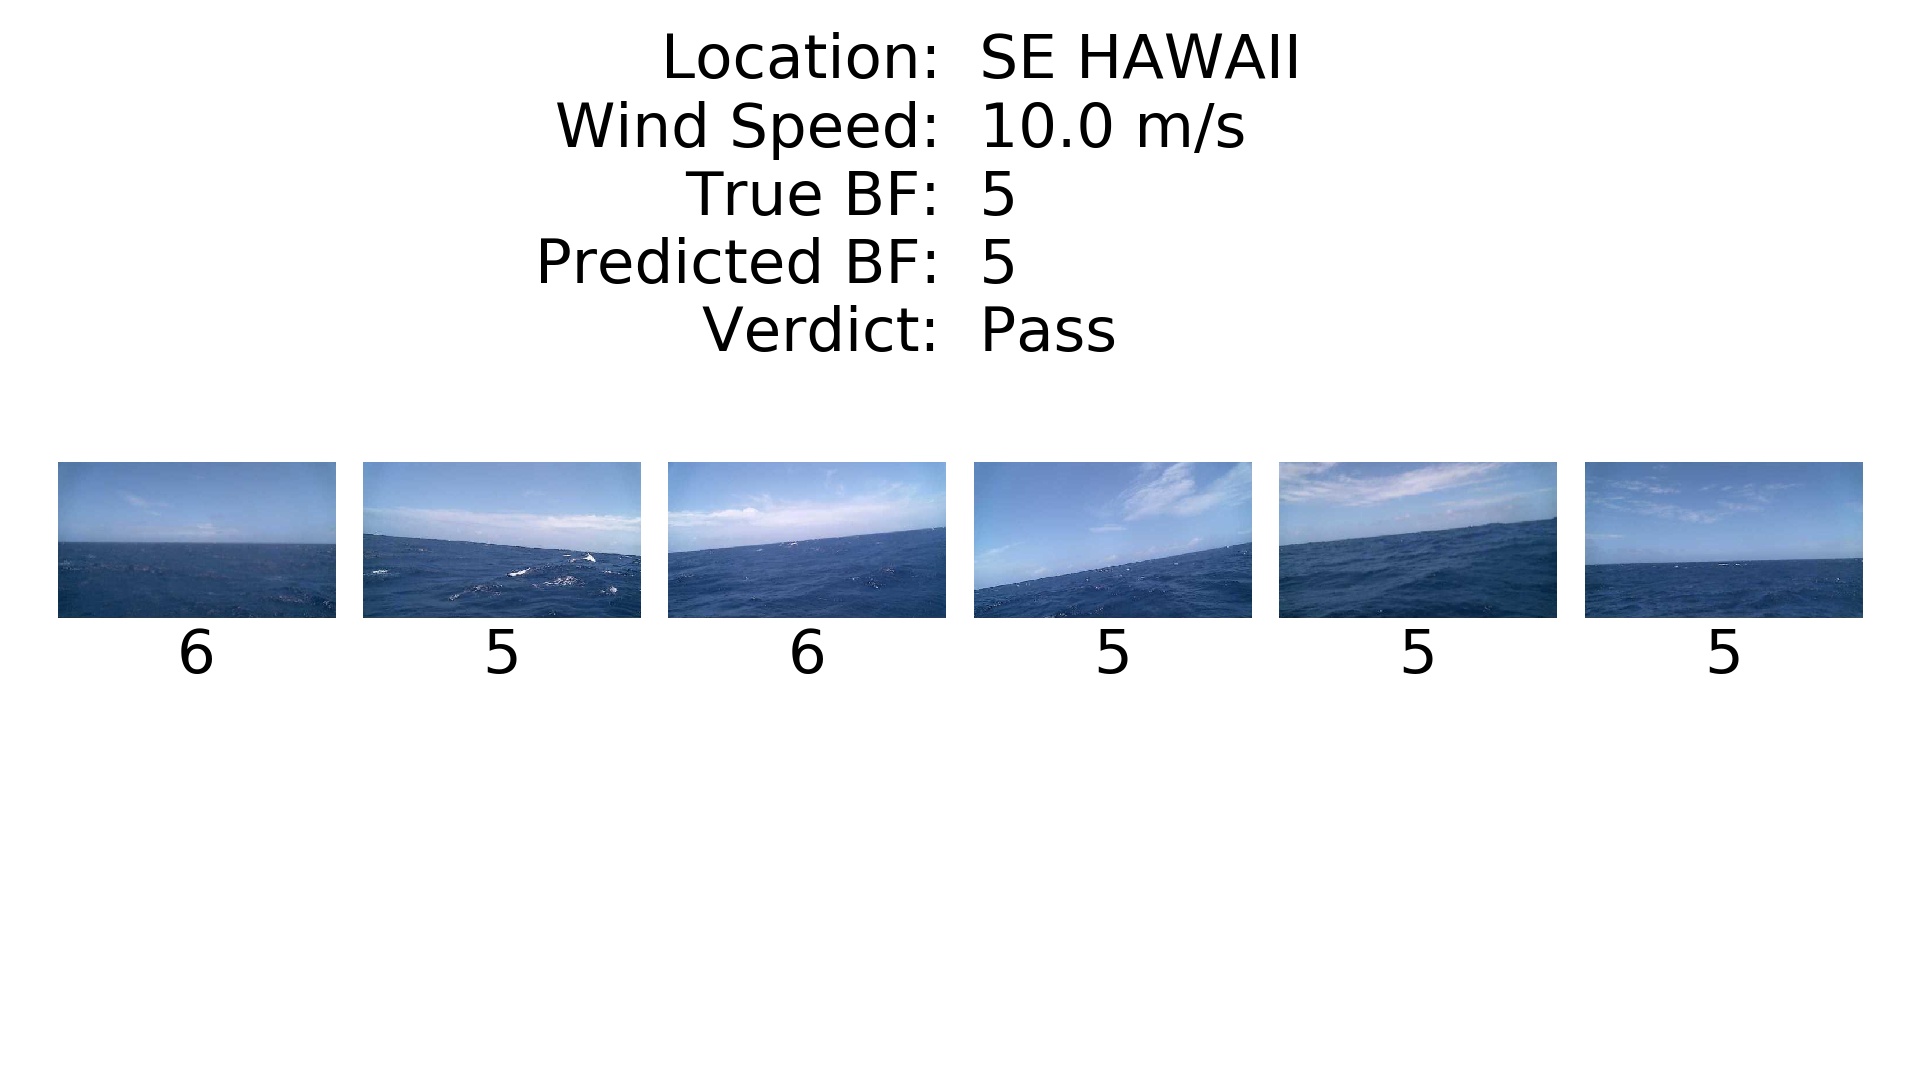 Location: SE HAWAII
Wind Speed: 10.0 m/s
True BF: 5
Predicted BF: 5
Verdict: Pass
6 5 6 5 5 5